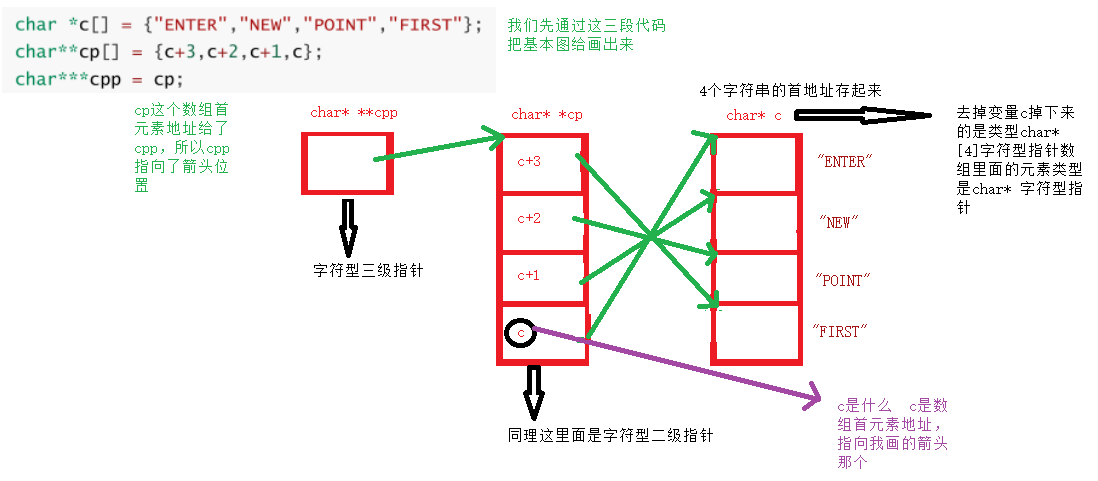 char *c[] = {"ENTER","NEW","POINT","FIRST"};
char**cp[] = {c+3,c+2,c+1,c};
char***cpp = cp;
我们先通过这三段代码
把基本图给画出来
cp这个数组首
元素地址给了
cpp，所以cpp
指向了箭头位
置
char* **cpp
字符型三级指针
char* *cp
c+3
c+2
c+1
c
同理这里面是字符型二级指针
4个字符串的首地址存起来
char* c
"ENTER"
"NEW"
"POINT"
"FIRST"
去掉变量c掉下来
的是类型char*
[4]字符型指针数
组里面的元素类型
是char* 字符型指
针
c是什么 c是数
组首元素地址，
指向我画的箭头
那个